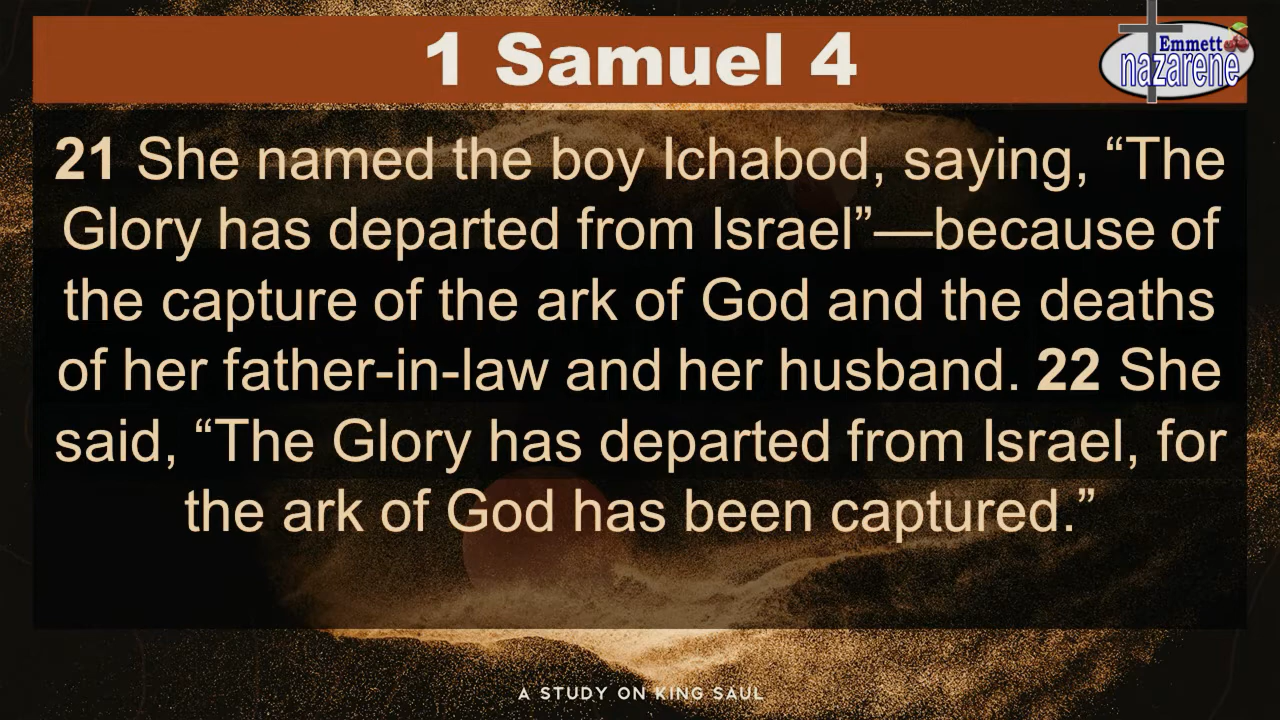 1 Samuel 4
Emmett
nazarene
21 She named the boy Ichabod, saying, “The
Glory has departed from Israel”—because of
the capture of the ark of God and the deaths
of her father-in-law and her husband. 22 She
said, “The Glory has departed from Israel, for
the ark of God has been captured.”
A STUDY ON KING SAUL